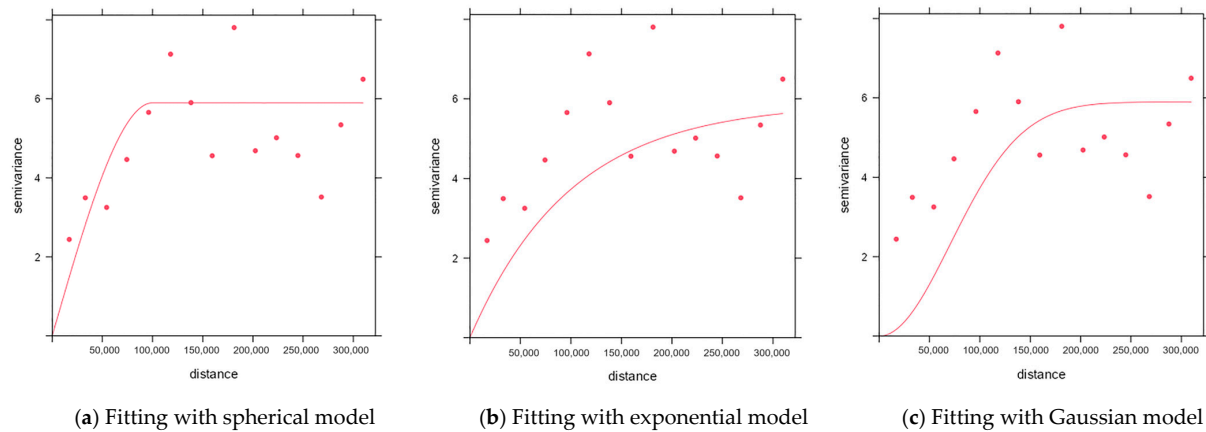 6
4
2
semivariance
50,000 100,000 150,000 200,000 250,000 300,000
distance
(a) Fitting with spherical model
6
4
2
semivariance
50,000 100,000 150,000 200,000 250,000 300,000
distance
(b) Fitting with exponential model
6
4
2
semivariance
50,000 100,000 150,000 200,000 250,000 300,000
distance
(c) Fitting with Gaussian model